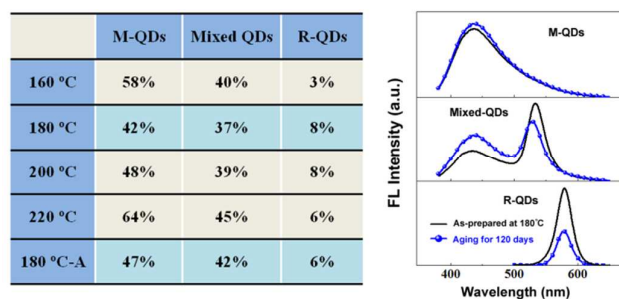 M-QDs Mixed QDs R-QDs
160 ºC 58% 40% 3%
180 ºC 42% 37% 8%
200 ºC 48% 39% 8%
220 ºC 64% 45% 6%
180 ºC-A 47% 42% 6%
FL Intensity (a.u.)
M-QDs
Mixed-QDs
R-QDs
As-prepared at 180°C
Aging for 120 days
400 500 600
Wavelength (nm)